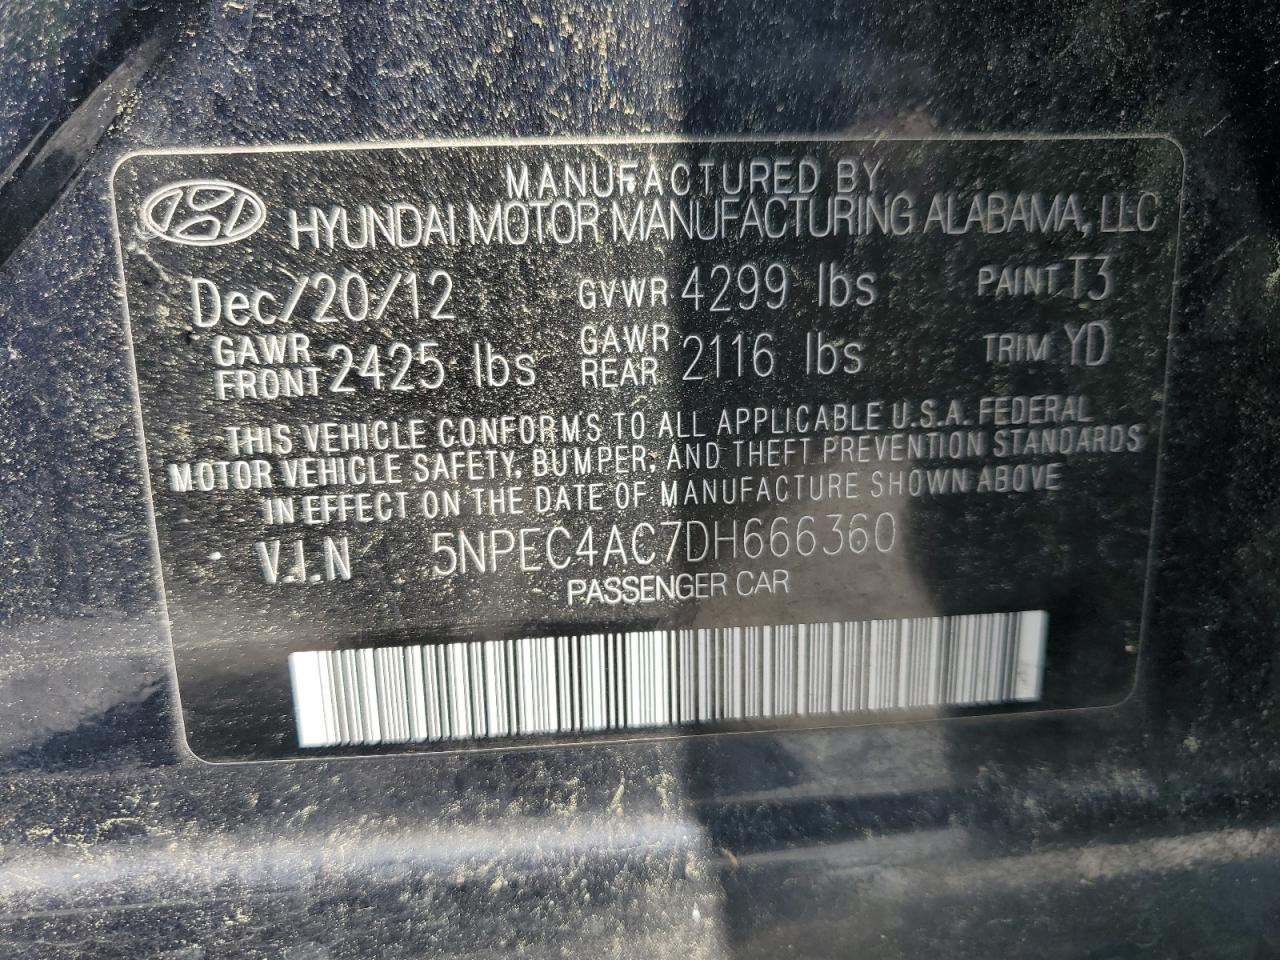 MANUFACTURED BY
HYUNDAI MOTOR MANUFACTURING ALABAMA, LLC
Dec/20/12 GVWR 4299 lbs PAINT T3
GAWR FRONT 2425 lbs GAWR REAR 2116 lbs TRIM YD
THIS VEHICLE CONFORMS TO ALL APPLICABLE U.S.A. FEDERAL
MOTOR VEHICLE SAFETY, BUMPER, AND THEFT PREVENTION STANDARDS
IN EFFECT ON THE DATE OF MANUFACTURE SHOWN ABOVE
V.I.N 5NPEC4AC7DH666360
PASSENGER CAR